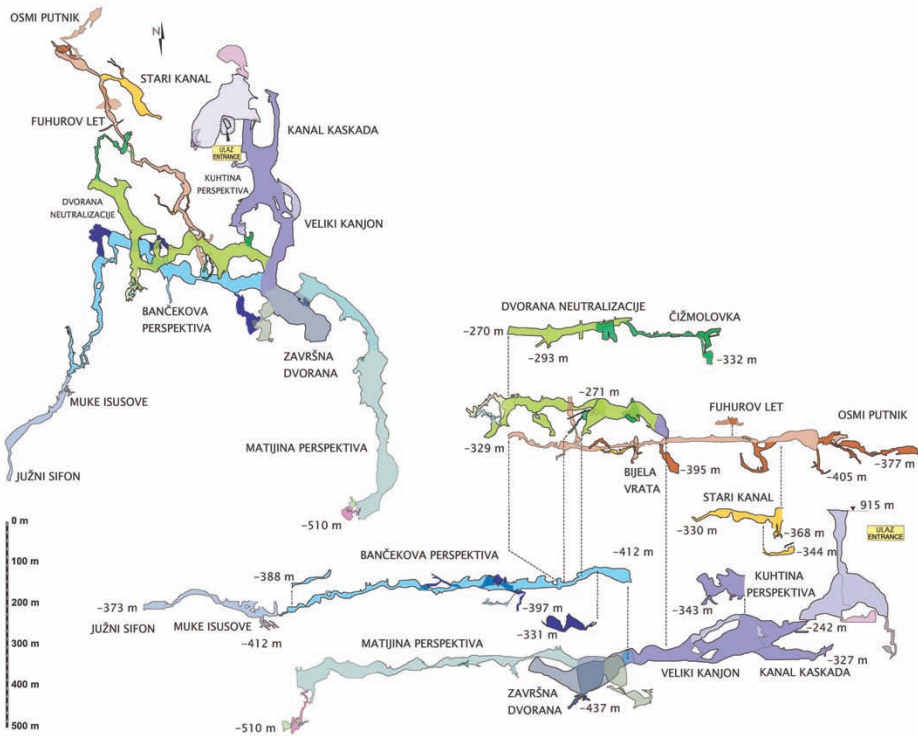 OSMI PUTNIK
N
STARI KANAL
FUHUROV LET
KANAL KASKADA
ULAZ
ENTRANCE
KUHTINA
PERSPEKTIVA
DVORANA
NEUTRALIZACIJE
VELIKI KANJON
BANČEKOVA
PERSPEKTIVA
ZAVRŠNA
DVORANA
MUKE ISUSOVE
MATIJINA PERSPEKTIVA
JUŽNI SIFON
-510 m
DVORANA NEUTRALIZACIJE
ČIŽMOLOVKA
-270 m
-293 m
-332 m
-271 m
FUHUROV LET
OSMI PUTNIK
-329 m
BIJELA
VRATA
-395 m
-405 m
-377 m
STARI KANAL
-330 m
-368 m
-344 m
915 m
ULAZ
ENTRANCE
0 m
100 m
200 m
300 m
400 m
500 m
BANČEKOVA PERSPEKTIVA
-412 m
-388 m
-373 m
JUŽNI SIFON
MUKE ISUSOVE
-412 m
-397 m
-331 m
KUHTINA
PERSPEKTIVA
-343 m
-242 m
MATIJINA PERSPEKTIVA
VELIKI KANJON
KANAL KASKADA
-327 m
ZAVRŠNA
DVORANA
-437 m
-510 m